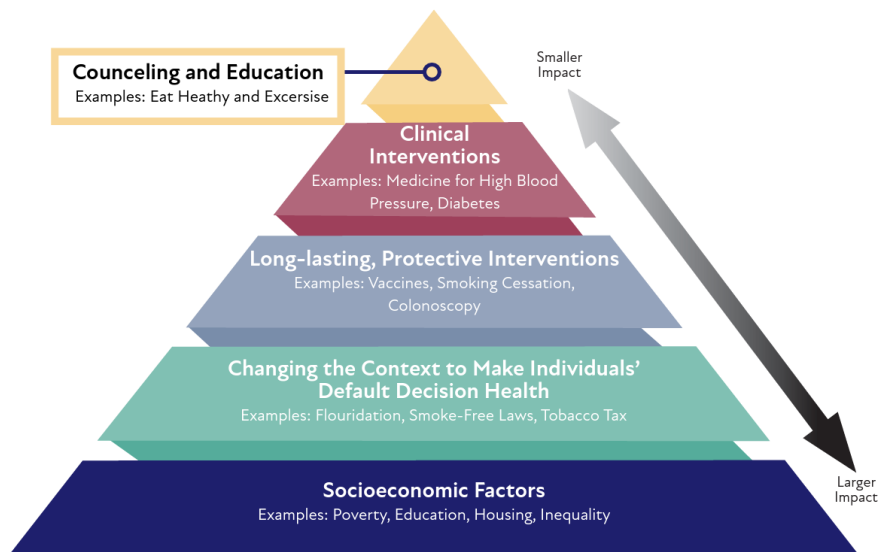 Counceling and Education
Examples: Eat Heathy and Excersise
Smaller
Impact
Clinical
Interventions
Examples: Medicine for High Blood
Pressure, Diabetes
Long-lasting, Protective Interventions
Examples: Vaccines, Smoking Cessation,
Colonoscopy
Changing the Context to Make Individuals’
Default Decision Health
Examples: Flouridation, Smoke-Free Laws, Tobacco Tax
Socioeconomic Factors
Examples: Poverty, Education, Housing, Inequality
Larger
Impact